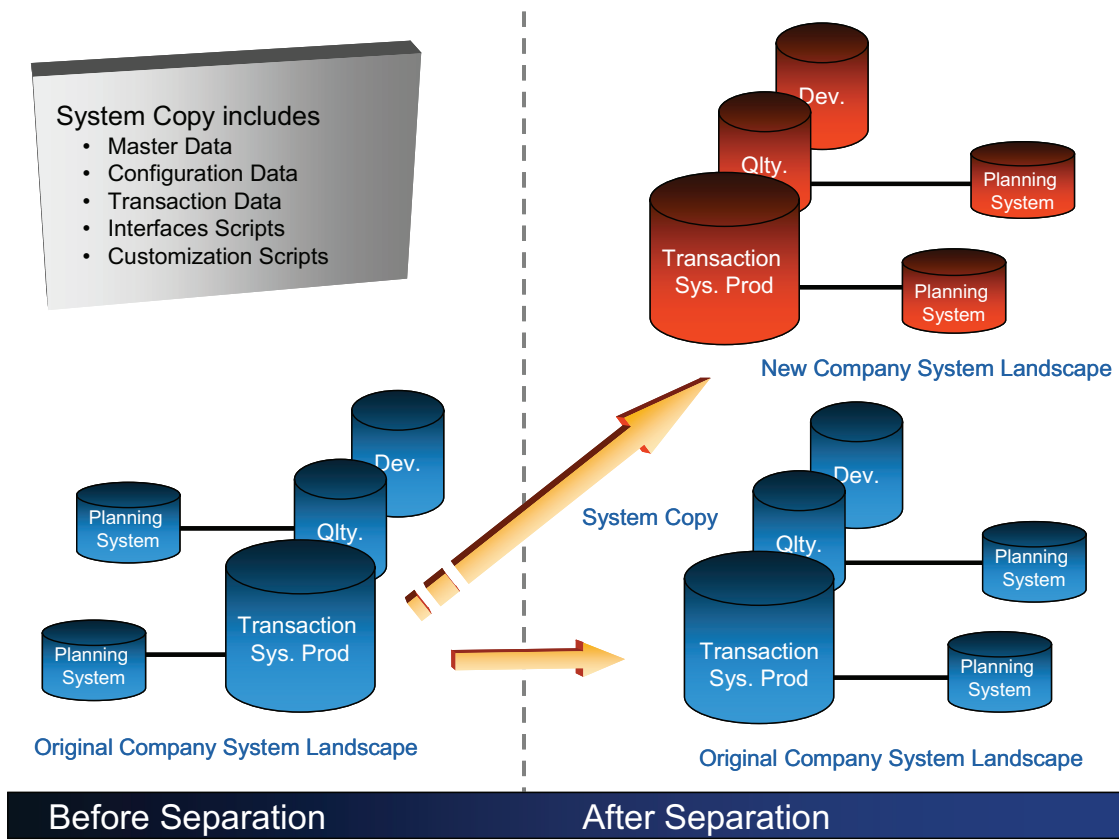 System Copy includes
• Master Data
• Configuration Data
• Transaction Data
• Interfaces Scripts
• Customization Scripts
Dev.
Qlty.
Transaction
Sys. Prod
Planning
System
Planning
System
New Company System Landscape
Dev.
Qlty.
Transaction
Sys. Prod
Planning
System
Planning
System
Original Company System Landscape
System Copy
Dev.
Qlty.
Transaction
Sys. Prod
Planning
System
Planning
System
Original Company System Landscape
Before Separation
After Separation